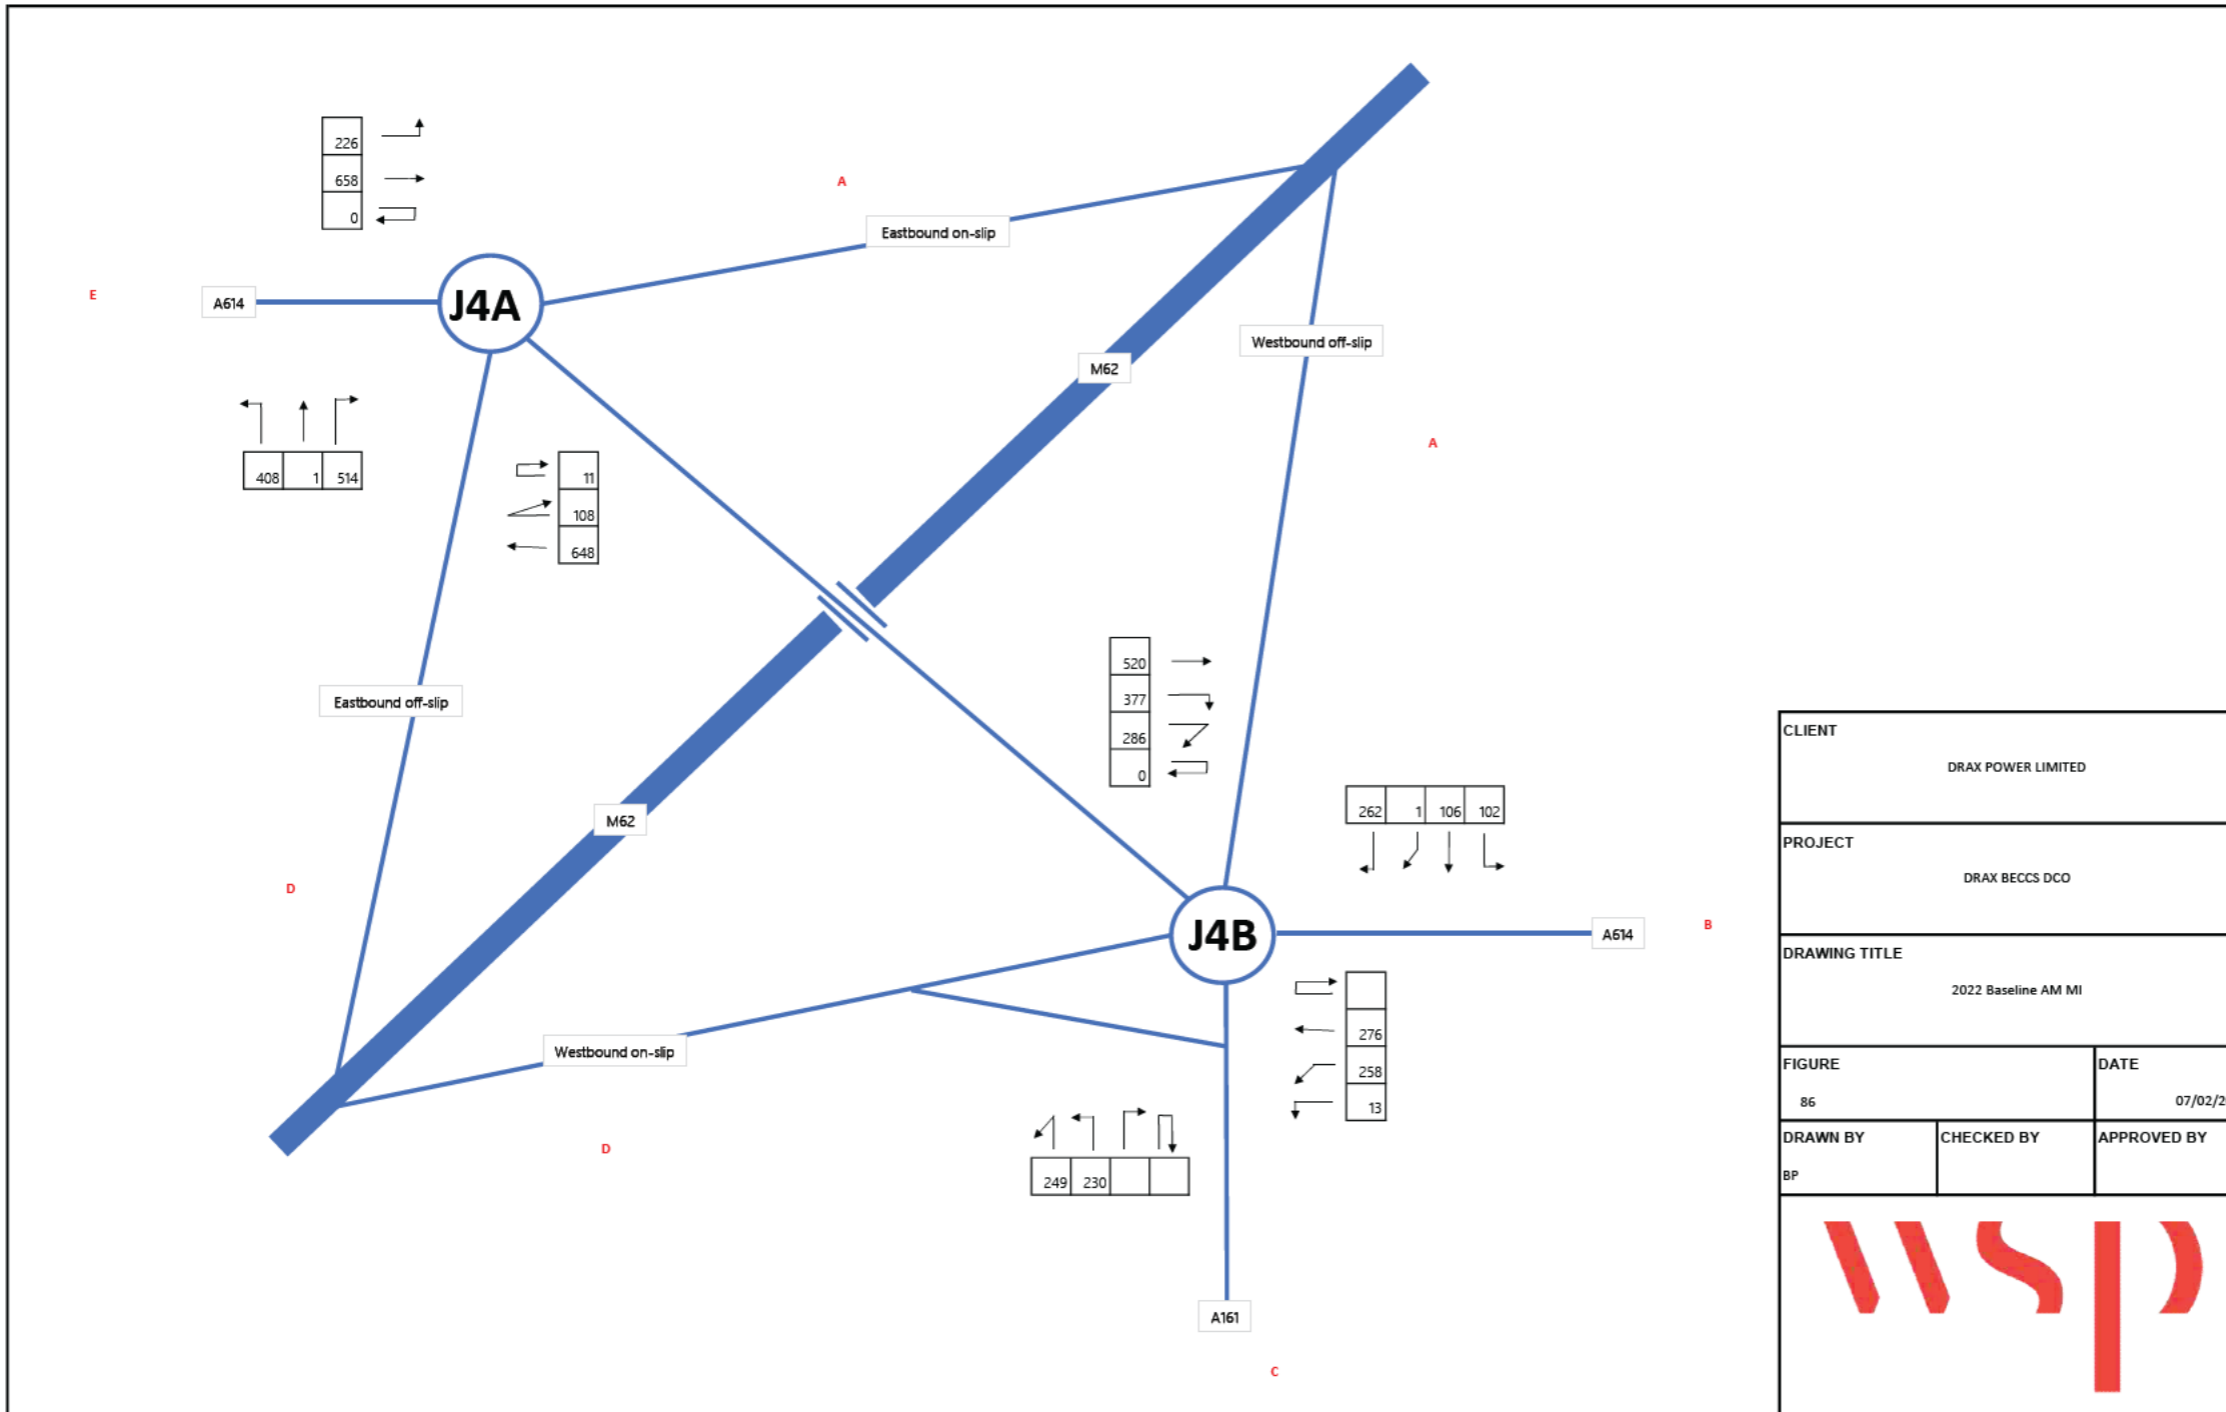 226
658
0
A
Eastbound on-slip
E
A614
J4A
Westbound off-slip
M62
A
408 1 514
11
108
648
520
377
286
0
Eastbound off-slip
262 1 106 102
M62
D
J4B
A614
B
276
258
13
Westbound on-slip
D
249 230
A161
C
CLIENT
DRAX POWER LIMITED
PROJECT
DRAX BECCS DCO
DRAWING TITLE
2022 Baseline AM MI
FIGURE DATE
86 07/02/2
DRAWN BY CHECKED BY APPROVED BY
BP
wsp